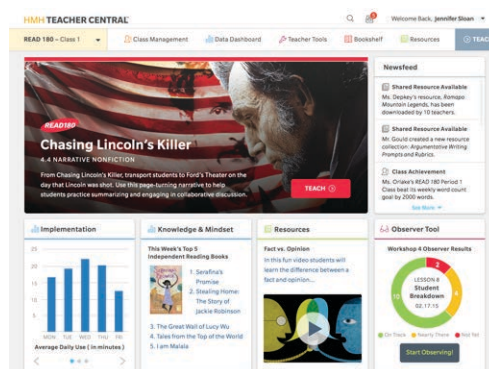 HMH TEACHER CENTRAL
Welcome Back, Jennifer Sloan
READ 180 – Class 1
Class Management
Data Dashboard
Teacher Tools
Bookshelf
Resources
TEAC
READ180
Chasing Lincoln's Killer
4.4 NARRATIVE NONFICTION
From Chasing Lincoln's Killer, transport students to Ford's Theater on
day that Lincoln was shot. Use this page-turning narrative to help
students practice summarizing and engaging in collaborative discussion.
TEACH
Newsfeed
Shared Resource Available
Ms. Depkey's resource, Ramapo
Mountain Legends, has been
downloaded by 10 teachers.
Shared Resource Available
Mr. Gould created a new resource
collection: Argumentative Writing
Prompts and Rubrics.
Class Achievement
Ms. Orlake's READ 180 Period 1
Class beat its weekly word count
goal by 2000 words.
See More
Implementation
25
20
15
10
5
MON TUE WED THU FRI
Average Daily Use ( in minutes )
Knowledge & Mindset
This Week's Top 5
Independent Reading Books
1. Serafina's
Promise
2. Stealing Home:
The Story of
Jackie Robinson
3. The Great Wall of Lucy Wu
4. Tales from the Top of the World
5. I am Malala
Resources
Fact vs. Opinion
In this fun video students will
learn the difference between a
fact and opinion...
Observer Tool
Workshop 4 Observer Results
2
4
10
LESSON 8
Student
Breakdown
02.17.15
On Track
Nearly There
Not Yet
Start Observing!